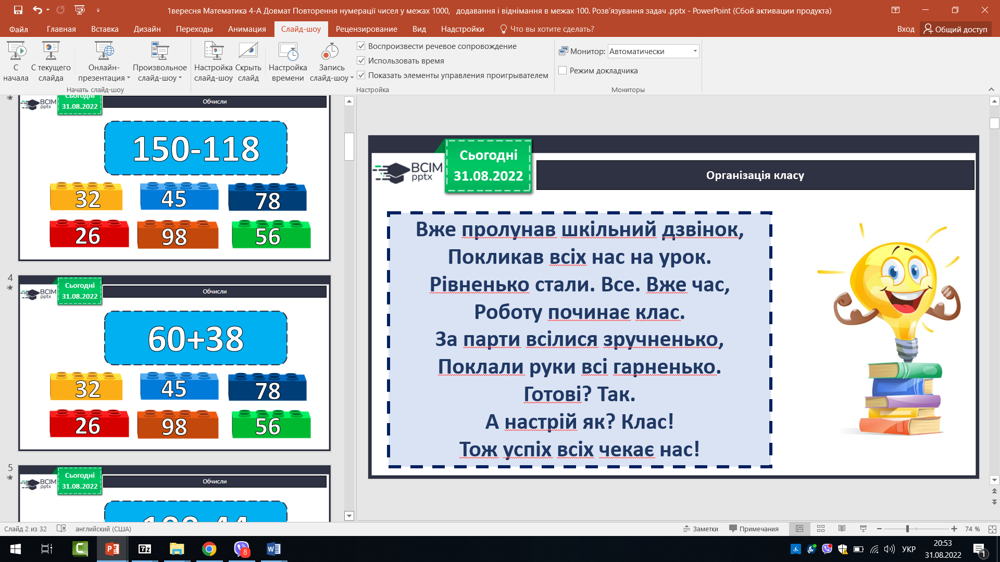 1вересня Математика 4-А Довмат Повторення нумерації чисел у межах 1000, додавання і віднімання в межах 100. Розв'язування задач .pptx - PowerPoint (Сбой активации продукта)
Файл Главная Вставка Дизайн Переходы Анимация Слайд-шоу Рецензирование Вид Надстройки Что вы хотите сделать? Вход Общий доступ
С начала
С текущего слайда
Онлайн-презентация
Произвольное слайд-шоу
Настройка слайд-шоу
Скрыть слайд
Настройка времени
Запись слайд-шоу
Воспроизвести речевое сопровождение
Использовать время
Показать элементы управления проигрывателем
Монитор: Автоматически
Режим докладчика
Начать слайд-шоу
Настройка
Мониторы
Сьогодні
31.08.2022
BCIM
pptx
Обчисли
150-118
32 45 78
26 98 56
4
Сьогодні
31.08.2022
BCIM
pptx
Обчисли
60+38
32 45 78
26 98 56
5
Сьогодні
31.08.2022
BCIM
pptx
Обчисли
Сьогодні
31.08.2022
BCIM
pptx
Організація класу
Вже пролунав шкільний дзвінок,
Покликав всіх нас на урок.
Рівненько стали. Все. Вже час,
Роботу починає клас.
За парти всілися зручненько,
Поклали руки всі гарненько.
Готові? Так.
А настрій як? Клас!
Тож успіх всіх чекає нас!
Слайд 2 из 32 английский (США) Заметки Примечания 74 %
7z
8
УКР
20:53
31.08.2022
1